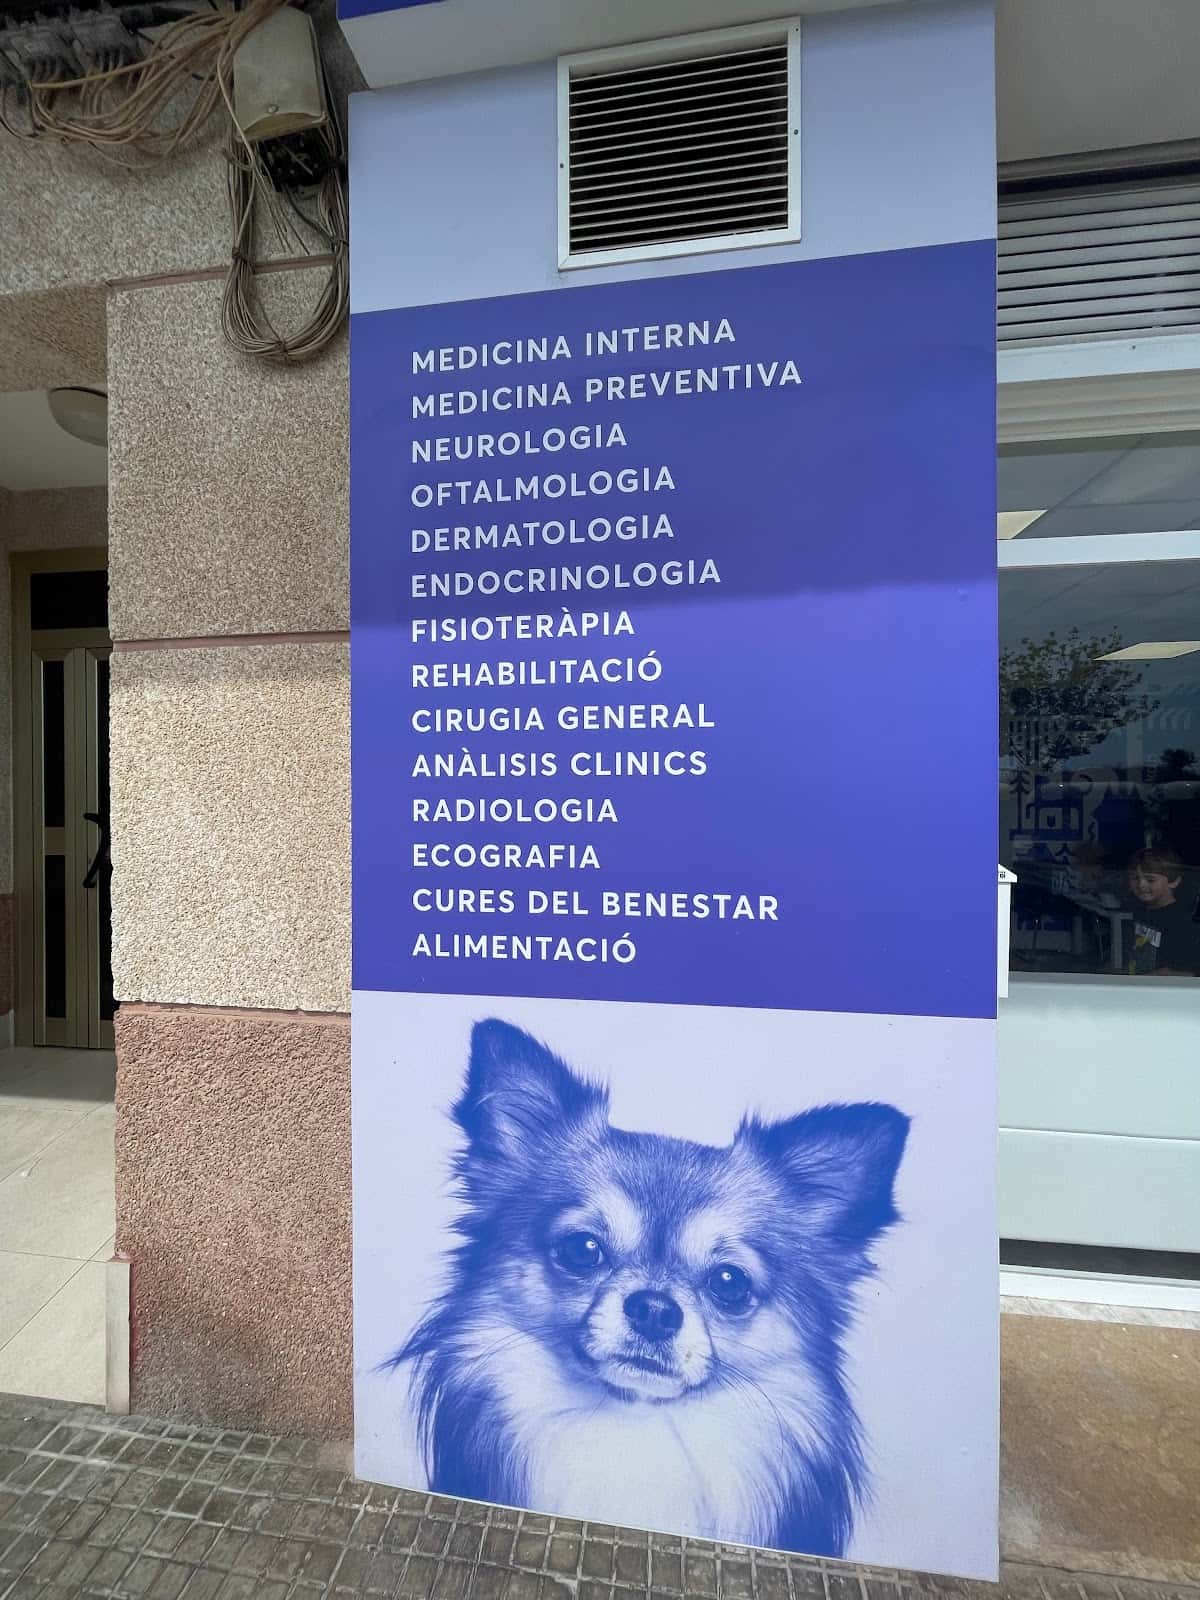 MEDICINA INTERNA
MEDICINA PREVENTIVA
NEUROLOGIA
OFTALMOLOGIA
DERMATOLOGIA
ENDOCRINOLOGIA
FISIOTERÀPIA
REHABILITACIÓ
CIRUGIA GENERAL
ANÀLISIS CLINICS
RADIOLOGIA
ECOGRAFIA
CURES DEL BENESTAR
ALIMENTACIÓ